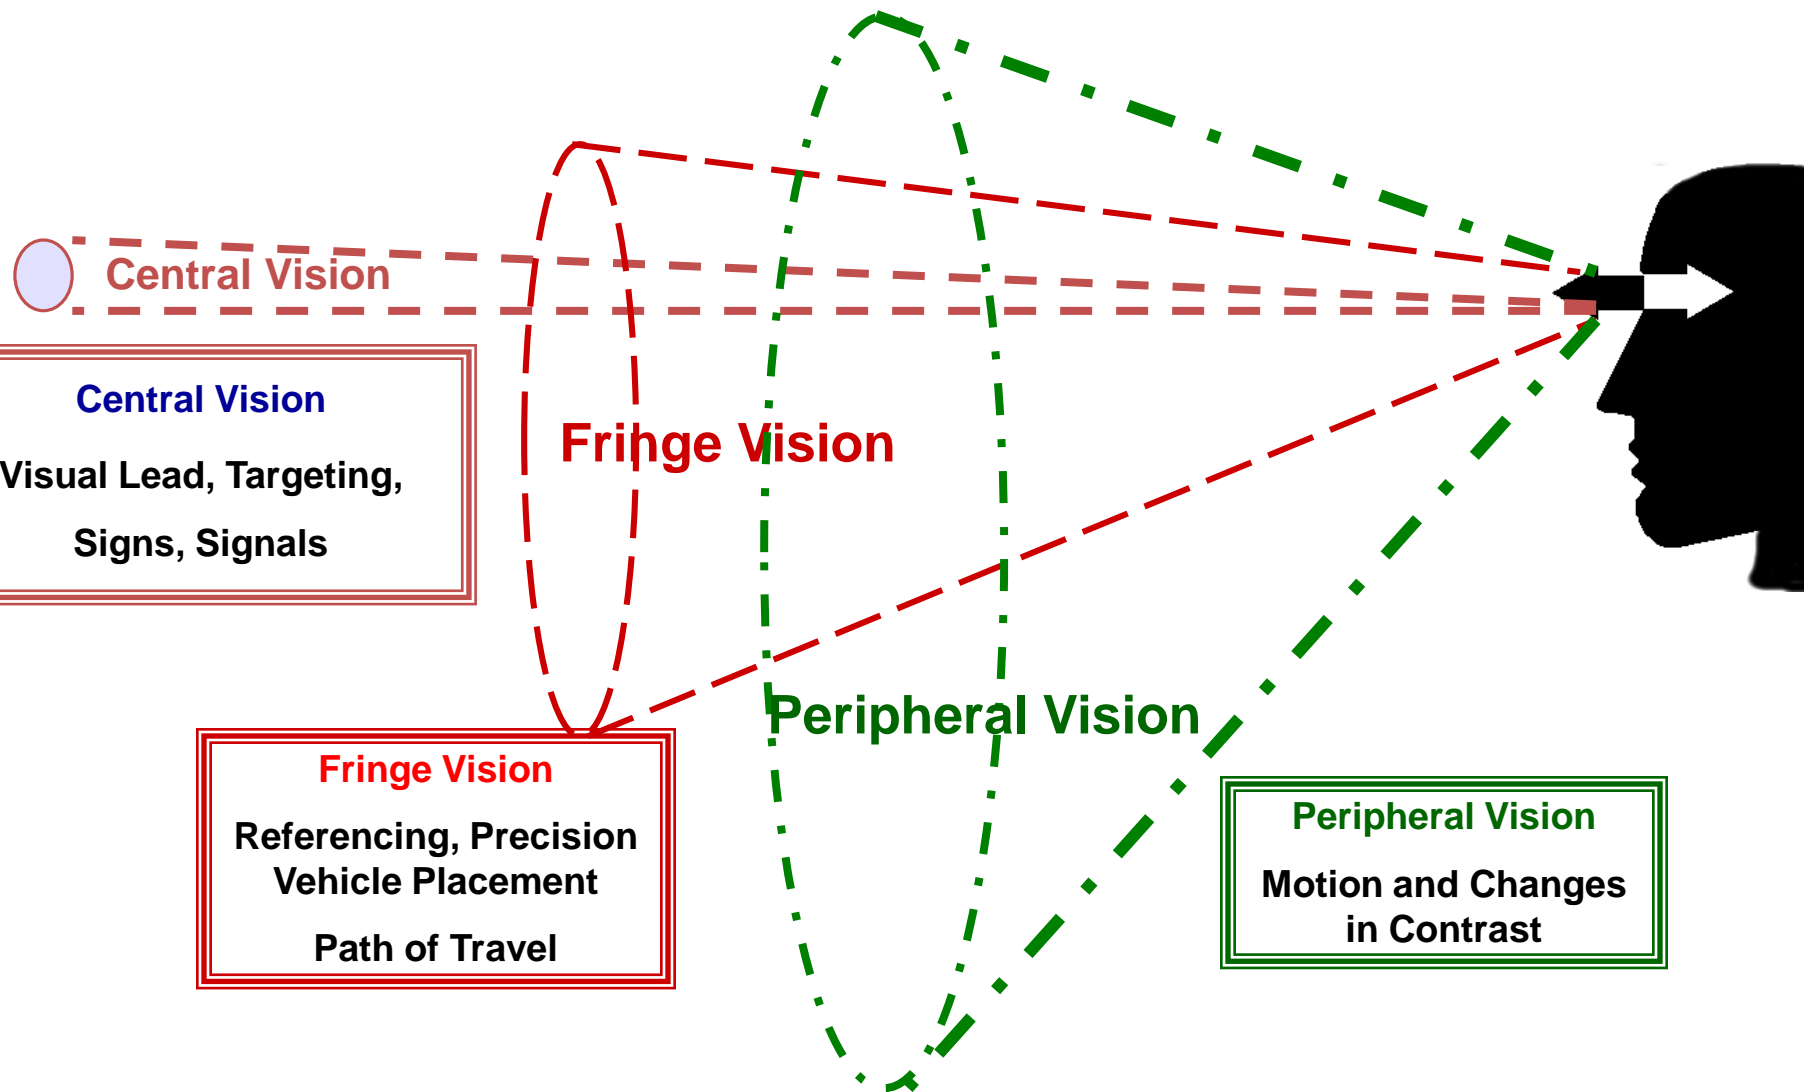 Central Vision
Central Vision
Visual Lead, Targeting,
Signs, Signals
Fringe Vision
Peripheral Vision
Fringe Vision
Referencing, Precision
Vehicle Placement
Path of Travel
Peripheral Vision
Motion and Changes
in Contrast